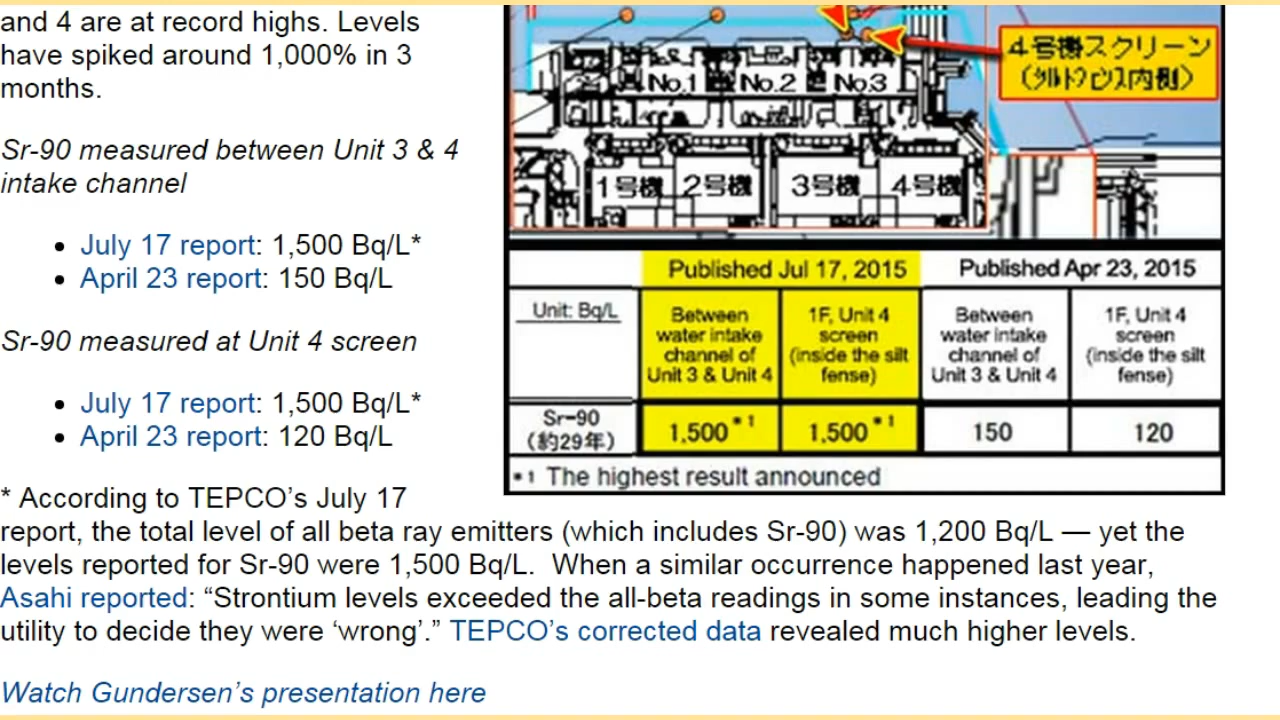 and 4 are at record highs. Levels
have spiked around 1,000% in 3
months.
Sr-90 measured between Unit 3 & 4
intake channel
• July 17 report: 1,500 Bq/L*
• April 23 report: 150 Bq/L
Sr-90 measured at Unit 4 screen
• July 17 report: 1,500 Bq/L*
• April 23 report: 120 Bq/L
* According to TEPCO’s July 17
report, the total level of all beta ray emitters (which includes Sr-90) was 1,200 Bq/L — yet the
levels reported for Sr-90 were 1,500 Bq/L.  When a similar occurrence happened last year,
Asahi reported: “Strontium levels exceeded the all-beta readings in some instances, leading the
utility to decide they were ‘wrong’.” TEPCO’s corrected data revealed much higher levels.
Watch Gundersen’s presentation here
4号機スクリーン
(シルトフェンス内側)
No.1 No.2 No.3
1号機 2号機 3号機 4号機
Published Jul 17, 2015 Published Apr 23, 2015
Unit: Bq/L
Between
water intake
channel of
Unit 3 & Unit 4
1F, Unit 4
screen
(inside the silt
fense)
Between
water intake
channel of
Unit 3 & Unit 4
1F, Unit 4
screen
(inside the silt
fense)
Sr-90
(約29年)
1,500 *1 1,500 *1 150 120
*1 The highest result announced